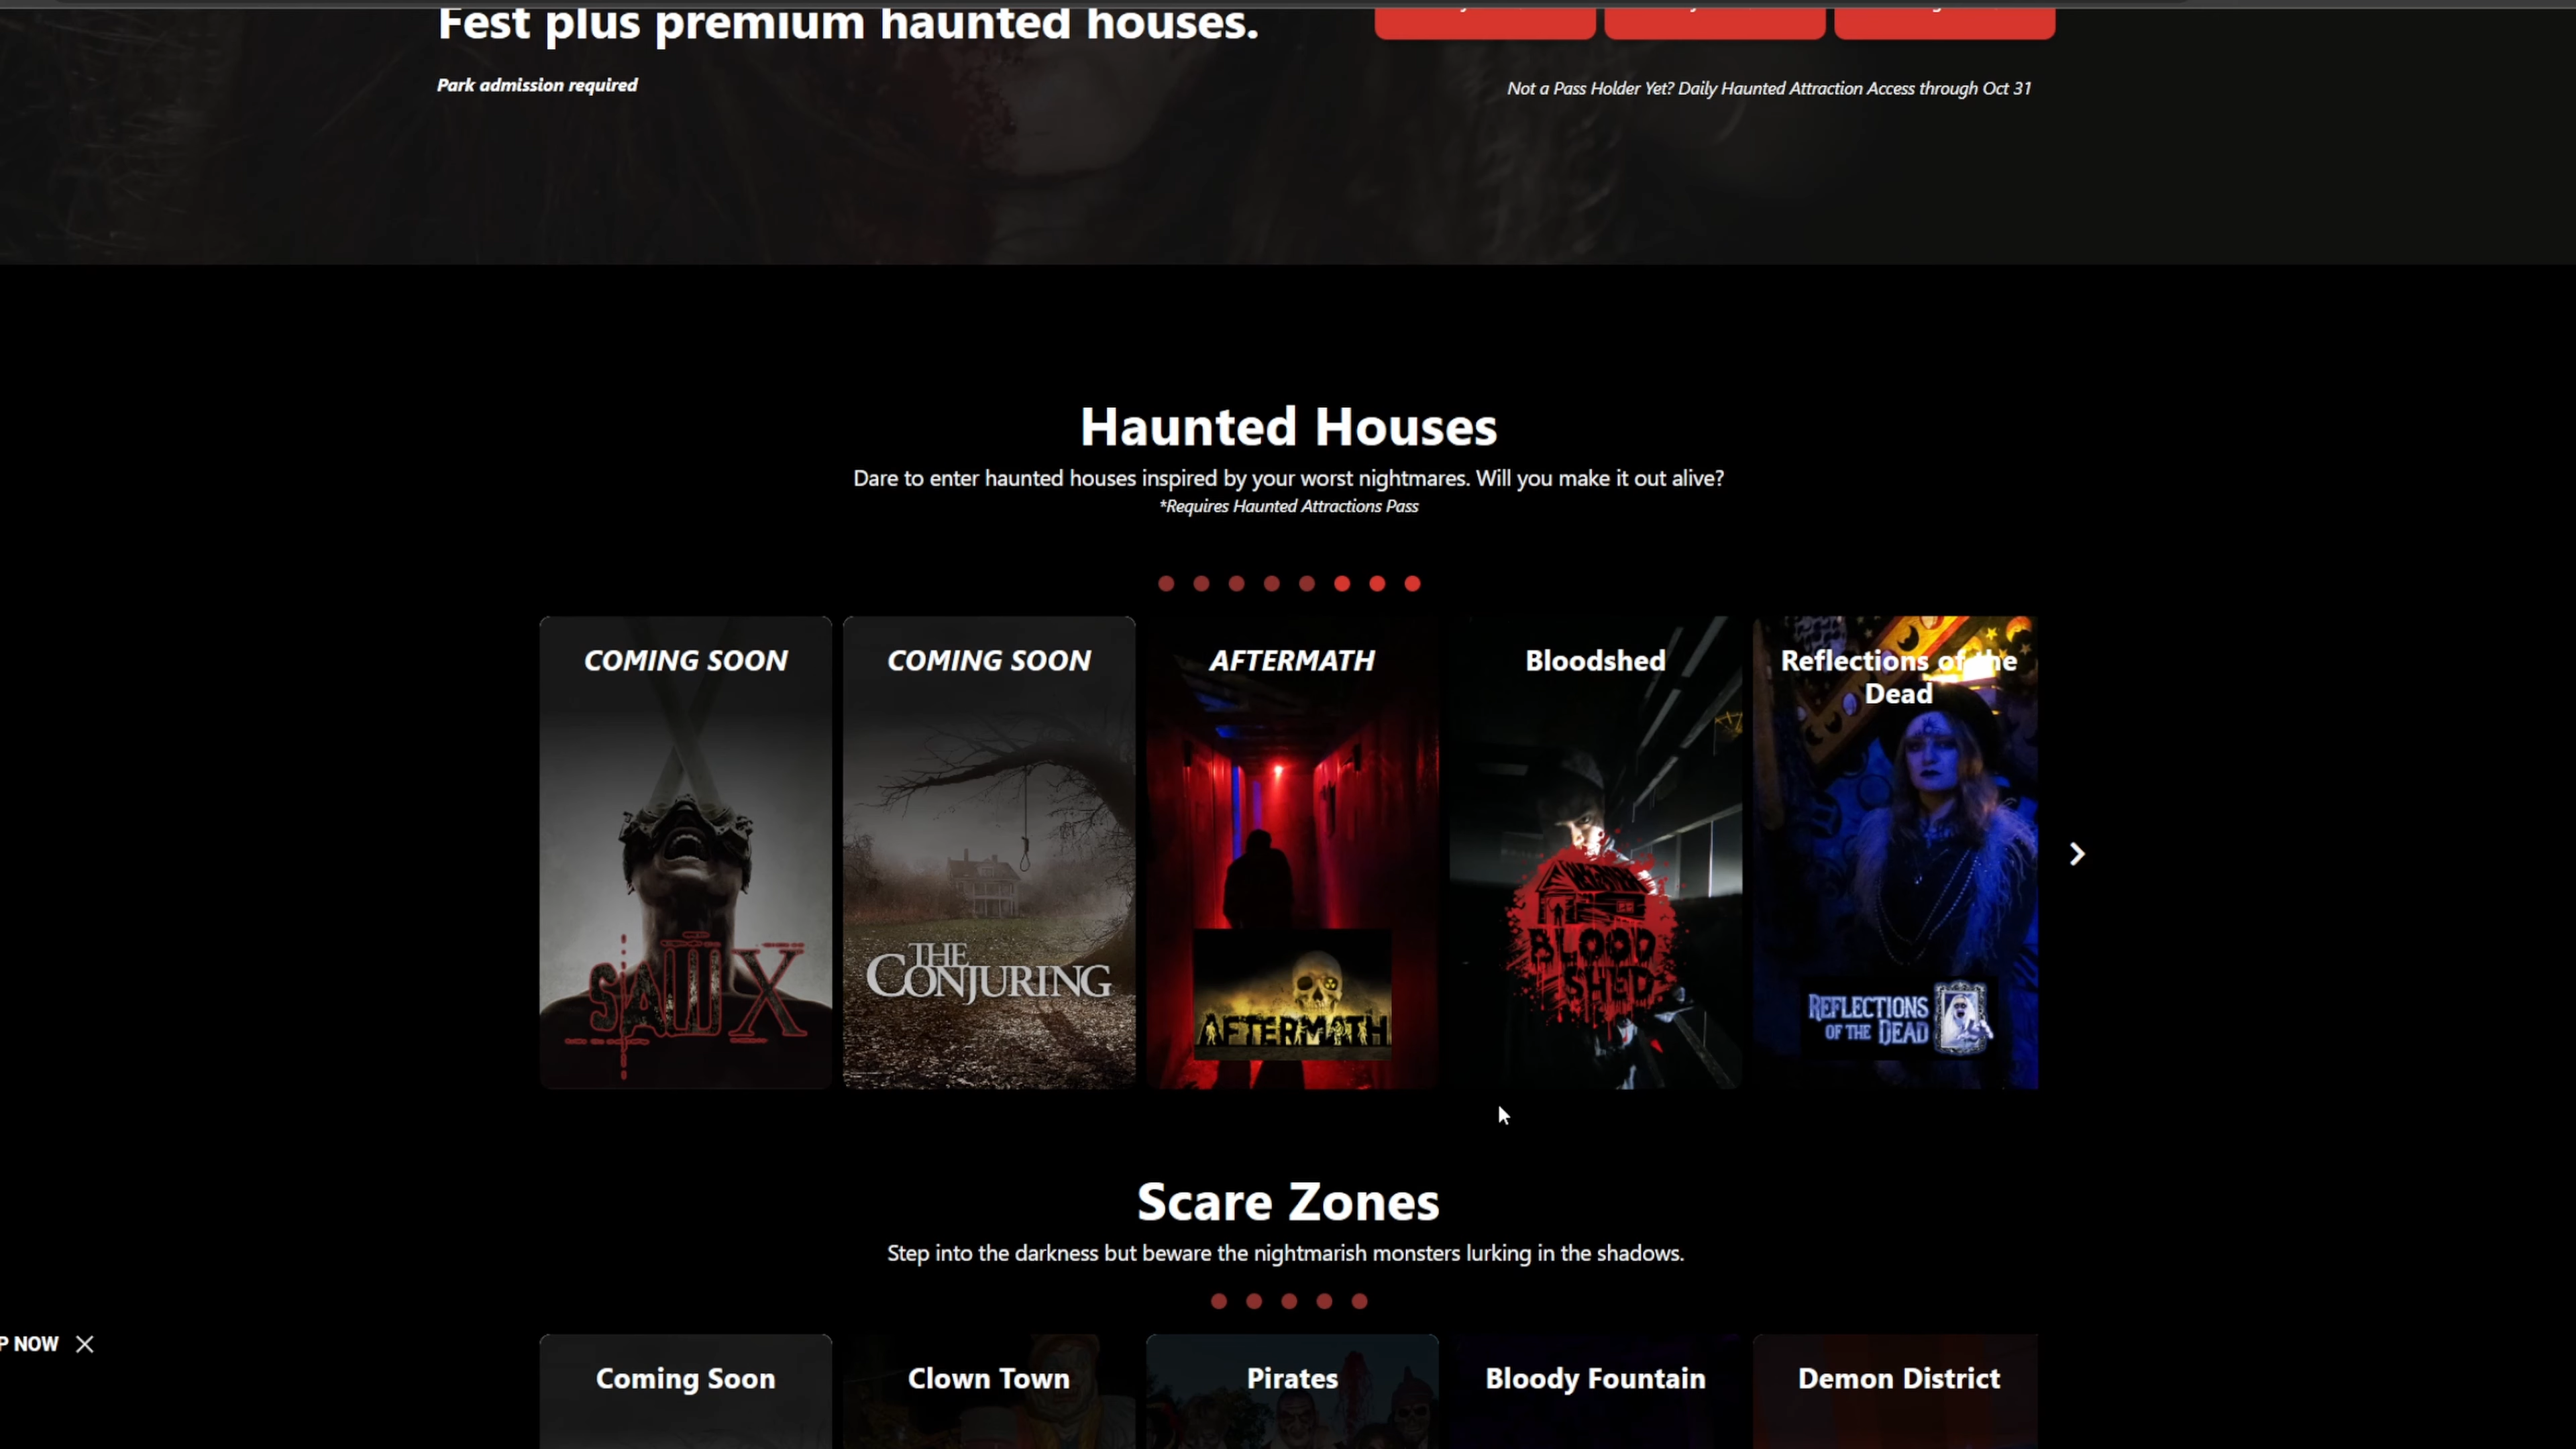 Fest plus premium haunted houses.
Park admission required
Not a Pass Holder Yet? Daily Haunted Attraction Access through Oct 31
Haunted Houses
Dare to enter haunted houses inspired by your worst nightmares. Will you make it out alive?
*Requires Haunted Attractions Pass
COMING SOON
SAW X
COMING SOON
THE
CONJURING
AFTERMATH
AFTERMATH
Bloodshed
BLOOD
SHED
Reflections of the
Dead
REFLECTIONS
OF THE DEAD
Scare Zones
Step into the darkness but beware the nightmarish monsters lurking in the shadows.
P NOW
Coming Soon
Clown Town
Pirates
Bloody Fountain
Demon District